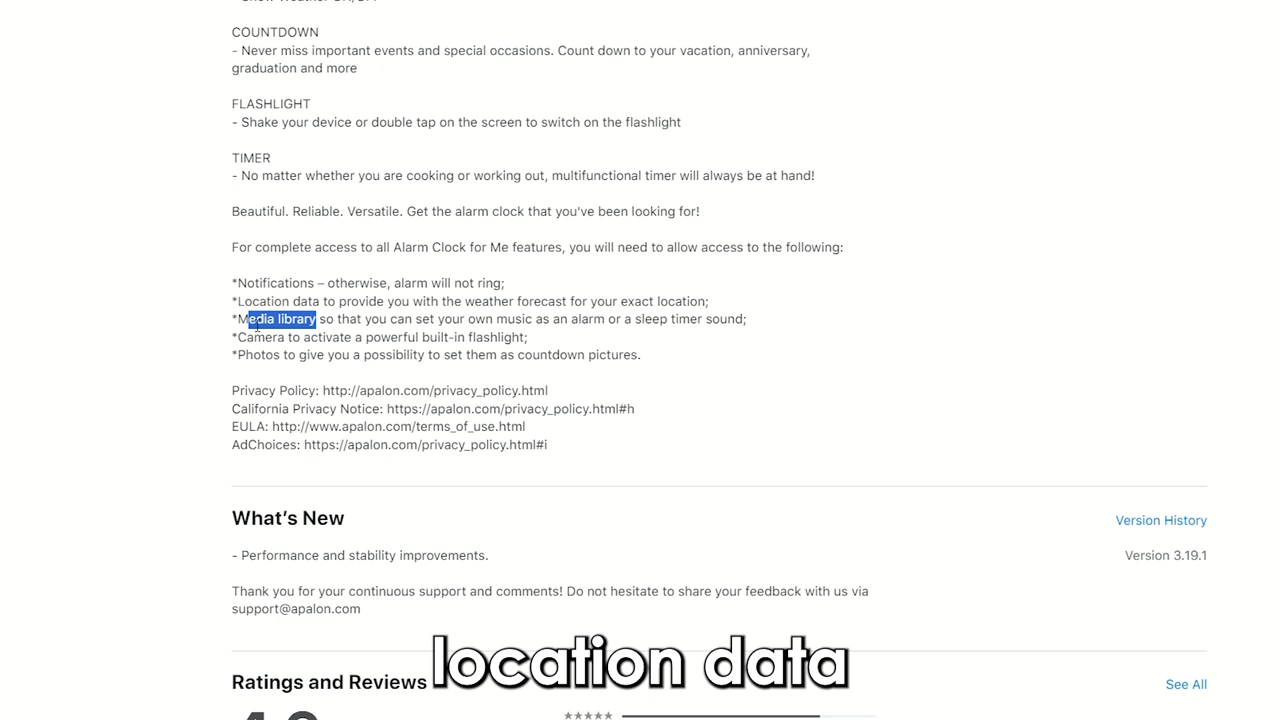 COUNTDOWN
- Never miss important events and special occasions. Count down to your vacation, anniversary,
graduation and more
FLASHLIGHT
- Shake your device or double tap on the screen to switch on the flashlight
TIMER
- No matter whether you are cooking or working out, multifunctional timer will always be at hand!
Beautiful. Reliable. Versatile. Get the alarm clock that you've been looking for!
For complete access to all Alarm Clock for Me features, you will need to allow access to the following:
*Notifications – otherwise, alarm will not ring;
*Location data to provide you with the weather forecast for your exact location;
*Media library so that you can set your own music as an alarm or a sleep timer sound;
*Camera to activate a powerful built-in flashlight;
*Photos to give you a possibility to set them as countdown pictures.
Privacy Policy: http://apalon.com/privacy_policy.html
California Privacy Notice: https://apalon.com/privacy_policy.html#h
EULA: http://www.apalon.com/terms_of_use.html
AdChoices: https://apalon.com/privacy_policy.html#i
What's New
Version History
- Performance and stability improvements.
Version 3.19.1
Thank you for your continuous support and comments! Do not hesitate to share your feedback with us via
support@apalon.com
location data
Ratings and Reviews
See All